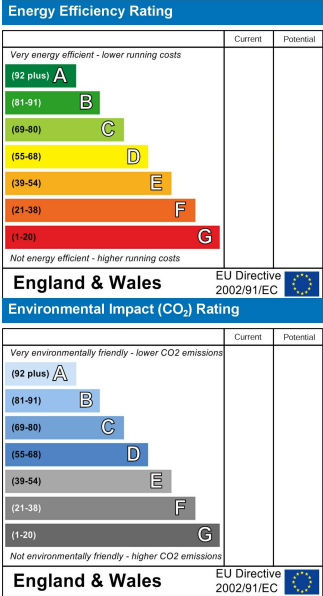 Energy Efficiency Rating
Current Potential
Very energy efficient - lower running costs
(92 plus) A
(81-91) B
(69-80) C
(55-68) D
(39-54) E
(21-38) F
(1-20) G
Not energy efficient - higher running costs
England & Wales EU Directive 2002/91/EC
Environmental Impact (CO₂) Rating
Current Potential
Very environmentally friendly - lower CO2 emissions
(92 plus) A
(81-91) B
(69-80) C
(55-68) D
(39-54) E
(21-38) F
(1-20) G
Not environmentally friendly - higher CO2 emissions
England & Wales EU Directive 2002/91/EC